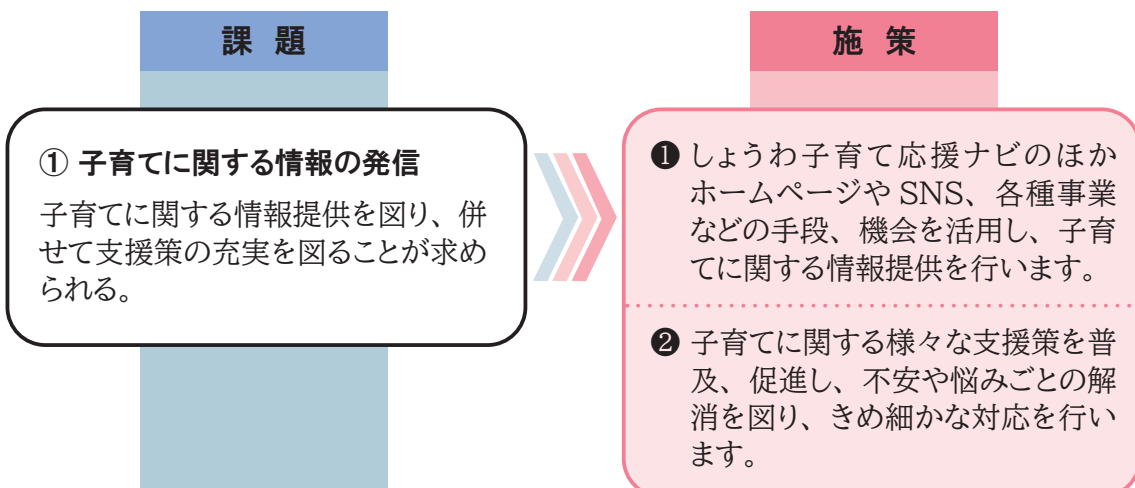 課題
① 子育てに関する情報の発信
子育てに関する情報提供を図り、併
せて支援策の充実を図ることが求め
られる。
施策
❶ しょうわ子育て応援ナビのほか
ホームページや SNS、各種事業
などの手段、機会を活用し、子育
てに関する情報提供を行います。
❷ 子育てに関する様々な支援策を普
及、促進し、不安や悩みごとの解
消を図り、きめ細かな対応を行い
ます。